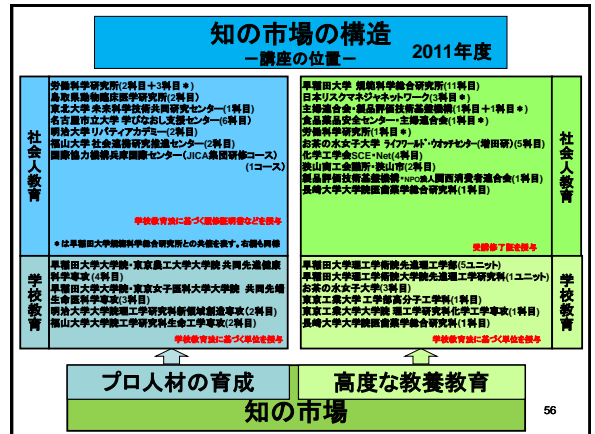 知の市場の構造
－講座の位置－
2011年度
社会人教育
労働科学研究所(2科目＋3科目＊)
鳥取県動物臨床医学研究所(2科目)
東北大学 未来科学技術共同研究センター(1科目)
名古屋市立大学 学びなおし支援センター(6科目)
明治大学 リバティアカデミー(2科目)
福山大学 社会連携研究推進センター(2科目)
国際協力機構兵庫国際センター(JICA集団研修コース)
(1コース)
学校教育法に基づく履修証明書などを授与
＊は早稲田大学規範科学総合研究所との共催を表す。右欄も同様
早稲田大学 規範科学総合研究所(11科目)
日本リスクマネジャネットワーク(3科目＊)
主婦連合会・製品評価技術基盤機構(1科目＋1科目＊)
食品薬品安全センター・主婦連合会(1科目＊)
労働科学研究所(1科目＊)
お茶の水女子大学 ライフワールド・ウオッチセンター(増田研)(5科目)
化学工学会SCE・Net(4科目)
狭山商工会議所・狭山市(2科目)
製品評価技術基盤機構・NPO法人関西消費者連合会(1科目)
長崎大学大学院医歯薬学総合研究科(1科目)
受講修了証を授与
社会人教育
学校教育
早稲田大学大学院・東京農工大学大学院 共同先進健康
科学専攻(4科目)
早稲田大学大学院・東京女子医科大学大学院 共同先端
生命医科学専攻(3科目)
明治大学大学院理工学研究科新領域創造専攻(2科目)
福山大学大学院工学研究科生命工学専攻(2科目)
学校教育法に基づく単位を授与
早稲田大学理工学術院先進理工学部(5ユニット)
早稲田大学理工学術院大学院先進理工学研究科(1ユニット)
お茶の水女子大学(3科目)
東京工業大学 工学部高分子工学科(1科目)
東京工業大学大学院 理工学研究科化学工学専攻(1科目)
長崎大学大学院医歯薬学総合研究科(1科目)
学校教育法に基づく単位を授与
学校教育
プロ人材の育成
高度な教養教育
知の市場
56